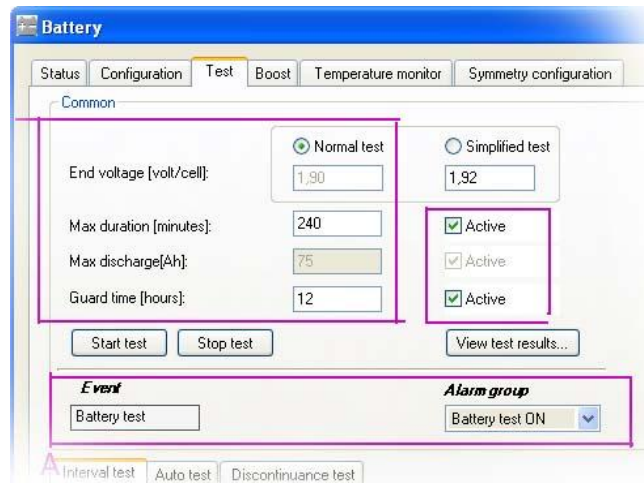 Battery
Status Configuration Test Boost Temperature monitor Symmetry configuration
Common
Normal test Simplified test
End voltage [volt/cell]: 1,90 1,92
Max duration [minutes]: 240 Active
Max discharge[Ah]: 75 Active
Guard time [hours]: 12 Active
Start test Stop test View test results...
Event Alarm group
Battery test Battery test ON
A Interval test Auto test Discontinuance test